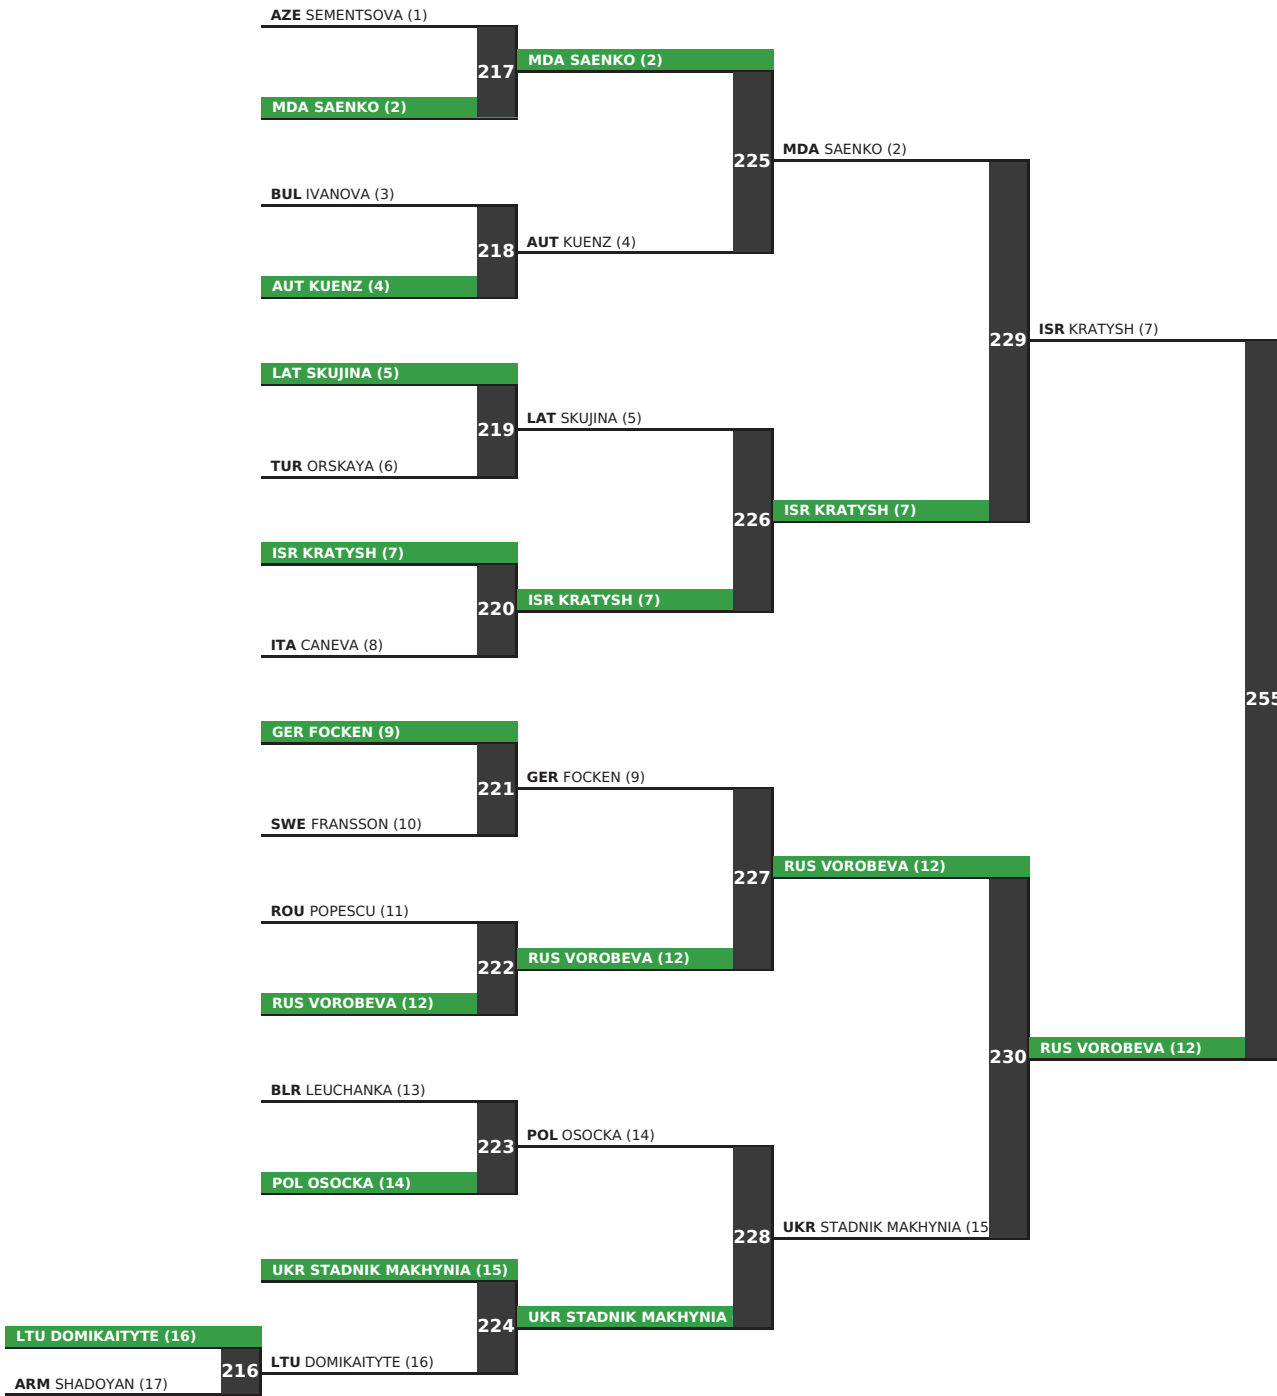 AZE SEMENTSOVA (1)
217
MDA SAENKO (2)
MDA SAENKO (2)
225
MDA SAENKO (2)
BUL IVANOVA (3)
218
AUT KUENZ (4)
AUT KUENZ (4)
229
ISR KRATYSH (7)
LAT SKUJINA (5)
219
LAT SKUJINA (5)
TUR ORSKAYA (6)
226
ISR KRATYSH (7)
ISR KRATYSH (7)
220
ISR KRATYSH (7)
ITA CANEVA (8)
255
GER FOCKEN (9)
221
GER FOCKEN (9)
SWE FRANSSON (10)
227
RUS VOROBEVA (12)
ROU POPESCU (11)
222
RUS VOROBEVA (12)
RUS VOROBEVA (12)
230
RUS VOROBEVA (12)
BLR LEUCHANKA (13)
223
POL OSOCKA (14)
POL OSOCKA (14)
228
UKR STADNIK MAKHYNIA (15
UKR STADNIK MAKHYNIA (15)
224
UKR STADNIK MAKHYNIA
LTU DOMIKAITYTE (16)
216
LTU DOMIKAITYTE (16)
ARM SHADOYAN (17)